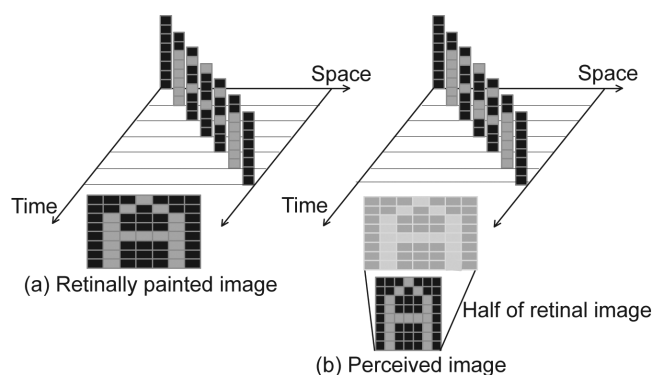 Space
Time
(a) Retinally painted image
Space
Time
Half of retinal image
(b) Perceived image